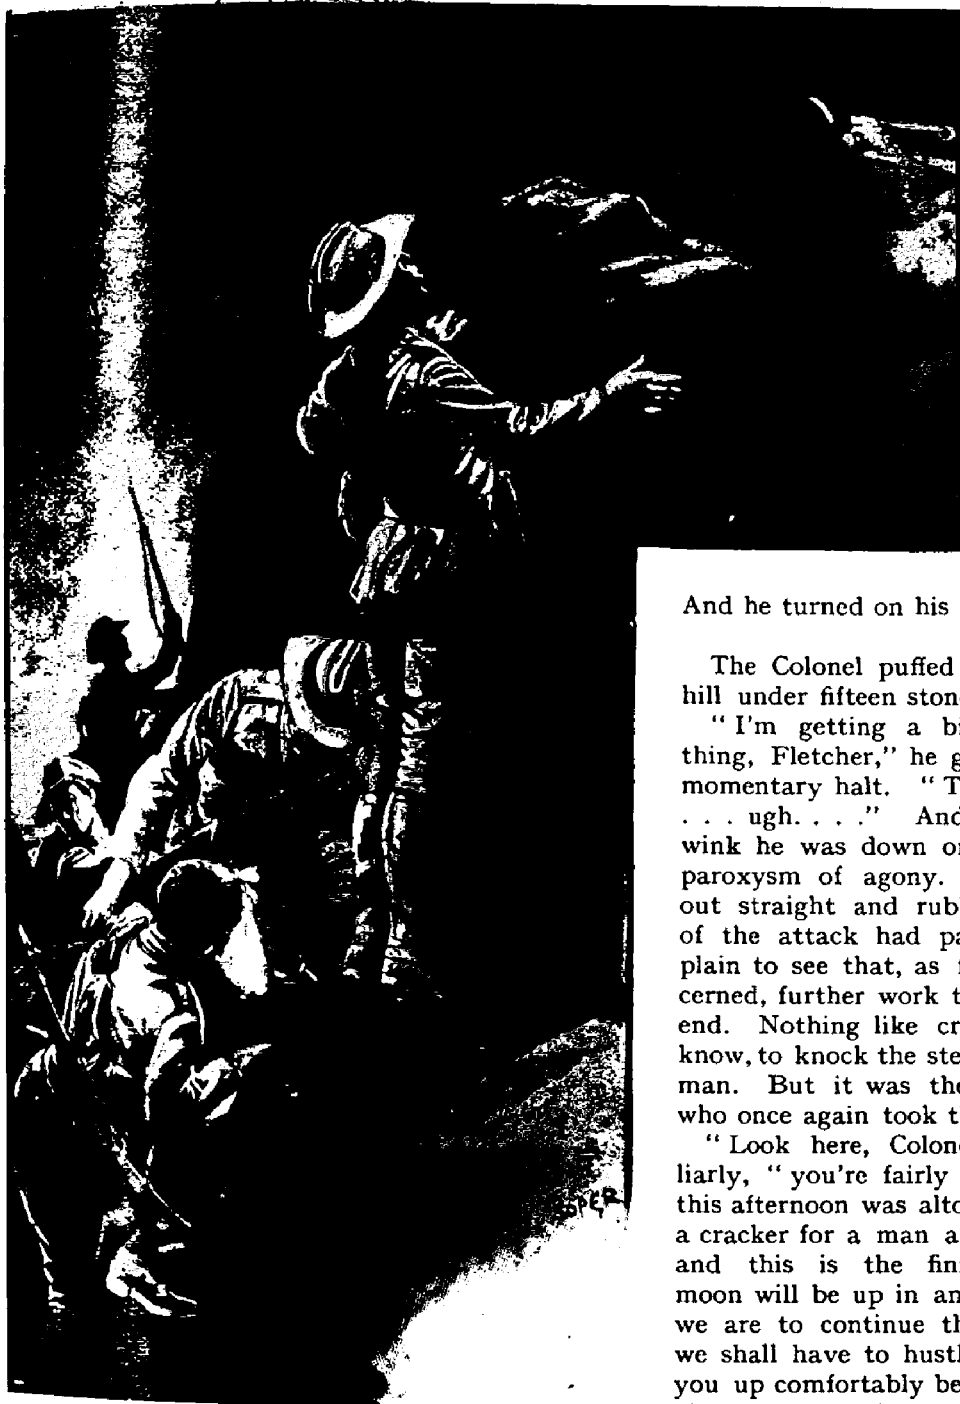 And he turned on his
The Colonel puffed
hill under fifteen ston
"I'm getting a b
thing, Fletcher," he g
momentary halt. "T
. . . ugh. . . ." And
wink he was down o
paroxysm of agony.
out straight and rub
of the attack had pa
plain to see that, as
cerned, further work t
end. Nothing like cr
know, to knock the ste
man. But it was the
who once again took t
"Look here, Colon
liarly, "you're fairly
this afternoon was alto
a cracker for a man a
and this is the fin
moon will be up in an
we are to continue th
we shall have to hustl
you up comfortably be